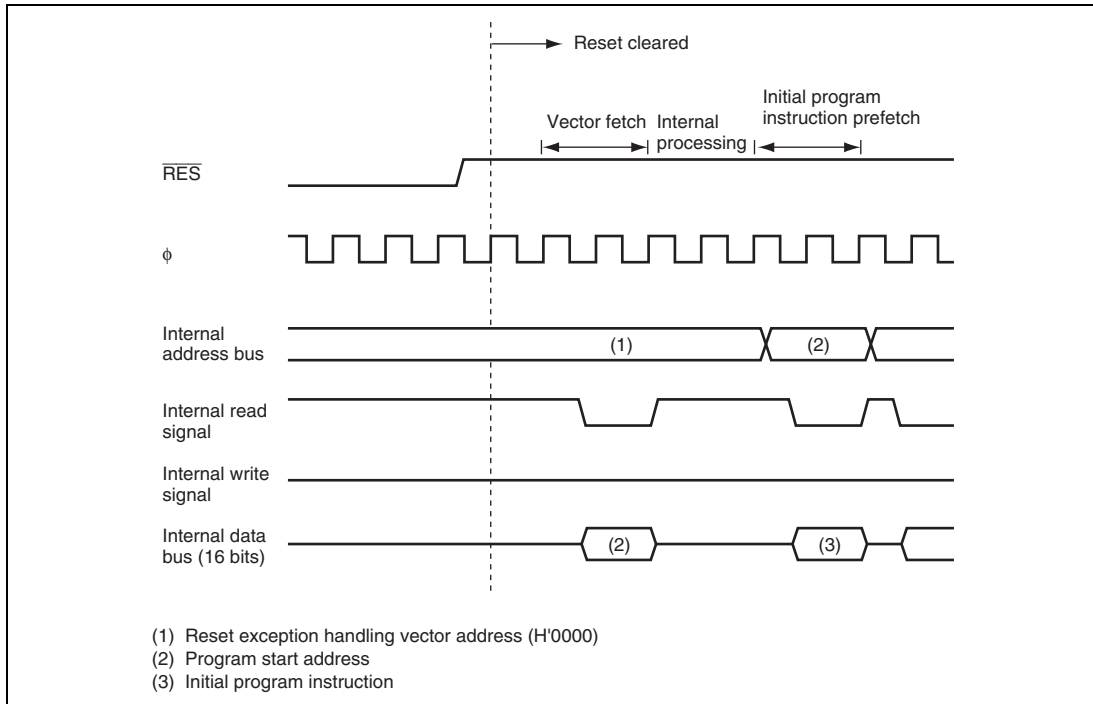 Reset cleared
Initial program
instruction prefetch
Vector fetch
Internal
processing
RES
φ
Internal
address bus
(1)
(2)
Internal read
signal
Internal write
signal
Internal data
bus (16 bits)
(2)
(3)
(1) Reset exception handling vector address (H'0000)
(2) Program start address
(3) Initial program instruction